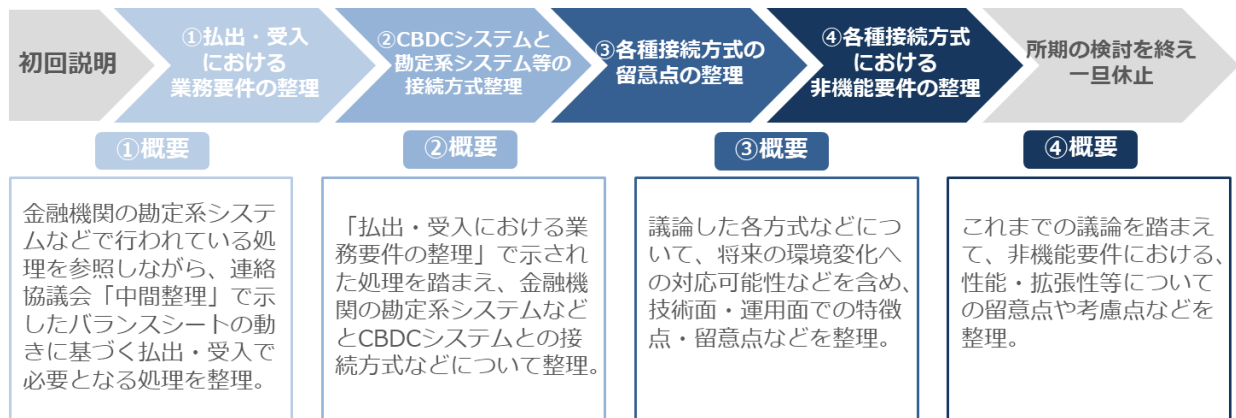 初回説明
①払出・受入
における
業務要件の整理
②CBDCシステムと
勘定系システム等の
接続方式整理
③各種接続方式の
留意点の整理
④各種接続方式
における
非機能要件の整理
所期の検討を終え
一旦休止
①概要
②概要
③概要
④概要
金融機関の勘定系システ
ムなどで行われている処
理を参照しながら、連絡
協議会「中間整理」で示
したバランスシートの動
きに基づく払出・受入で
必要となる処理を整理。
「払出・受入における業
務要件の整理」で示され
た処理を踏まえ、金融機
関の勘定系システムなど
とCBDCシステムとの接
続方式などについて整理。
議論した各方式などにつ
いて、将来の環境変化へ
の対応可能性などを含め、
技術面・運用面での特徴
点・留意点などを整理。
これまでの議論を踏まえ
て、非機能要件における、
性能・拡張性等について
の留意点や考慮点などを
整理。